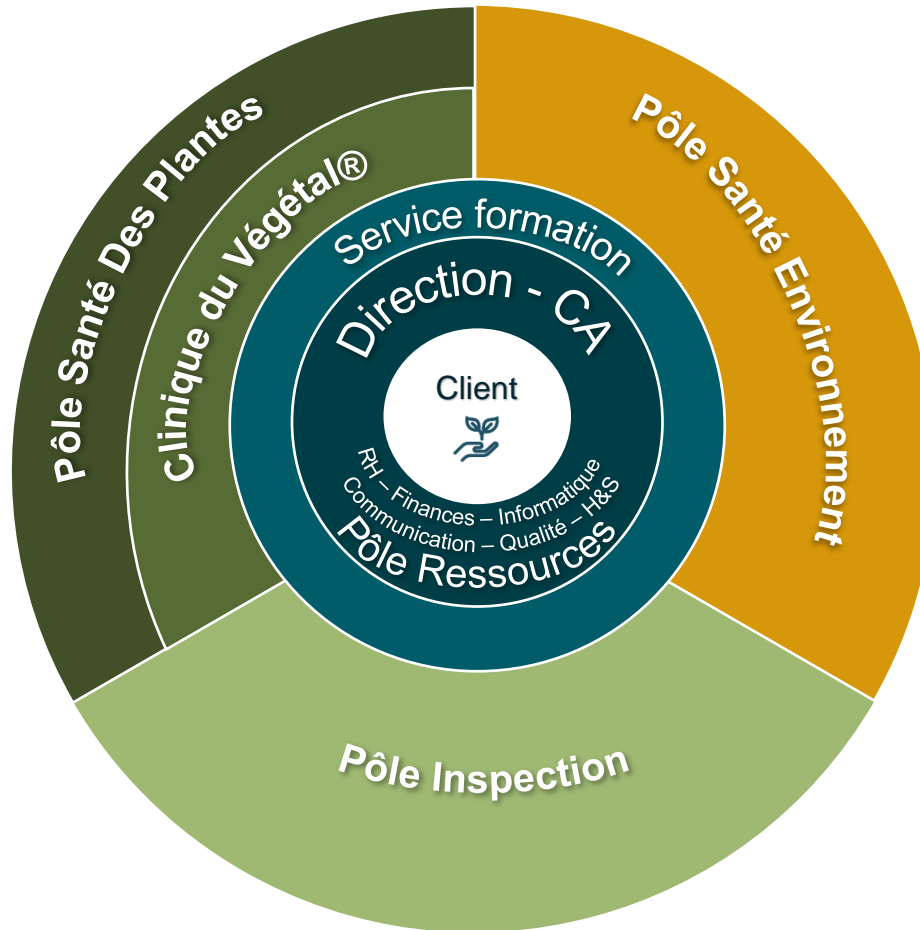 Pôle Santé Des Plantes
Clinique du Végétal®
Pôle Santé Environnement
Service formation
Direction - CA
Client
RH – Finances – Informatique
Communication – Qualité – H&S
Pôle Ressources
Pôle Inspection